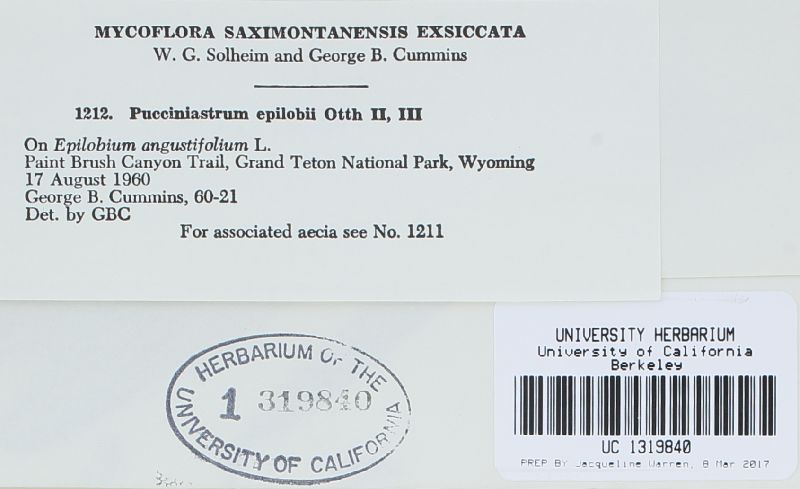 MYCOFLORA SAXIMONTANENSIS EXSICCATA
W. G. Solheim and George B. Cummins
1212. Pucciniastrum epilobii Otth II, III
On Epilobium angustifolium L.
Paint Brush Canyon Trail, Grand Teton National Park, Wyoming
17 August 1960
George B. Cummins, 60-21
Det. by GBC
For associated aecia see No. 1211
HERBARIUM OF THE
1 319840
UNIVERSITY OF CALIFORNIA
UNIVERSITY HERBARIUM
University of California
Berkeley
UC 1319840
PREP BY Jacqueline Warren, 8 Mar 2017